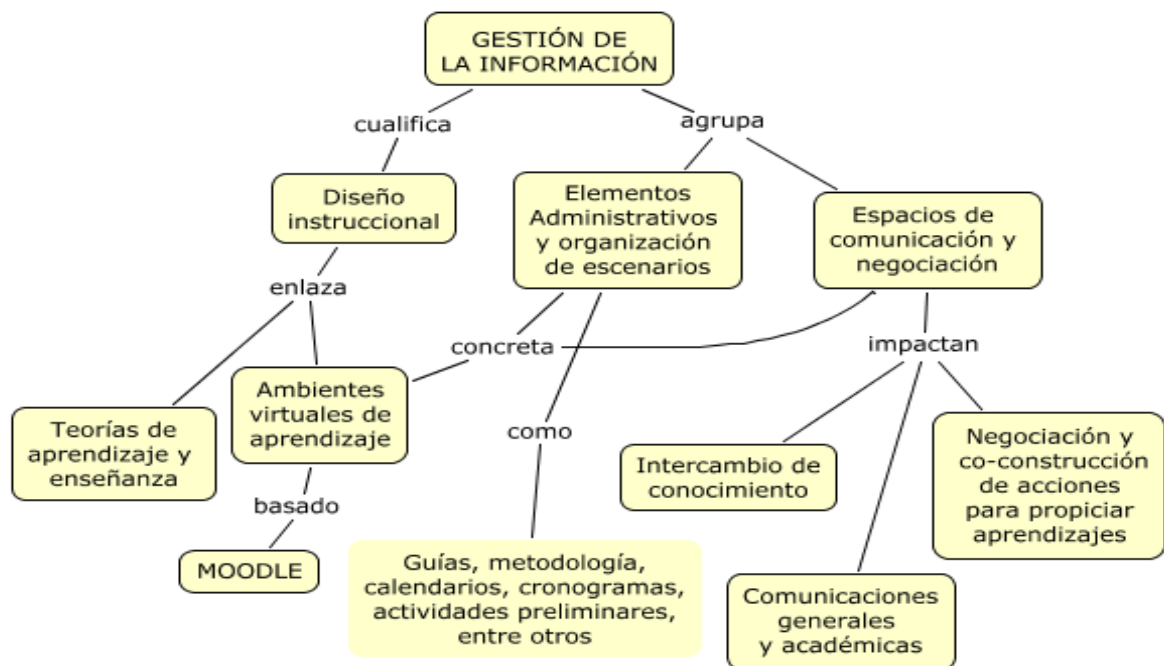 GESTIÓN DE
LA INFORMACIÓN
cualifica
agrupa
Diseño
instruccional
Elementos
Administrativos
y organización
de escenarios
Espacios de
comunicación y
negociación
enlaza
concreta
impactan
Teorías de
aprendizaje y
enseñanza
Ambientes
virtuales de
aprendizaje
como
Intercambio de
conocimiento
Negociación y
co-construcción
de acciones
para propiciar
aprendizajes
basado
MOODLE
Guías, metodología,
calendarios, cronogramas,
actividades preliminares,
entre otros
Comunicaciones
generales
y académicas